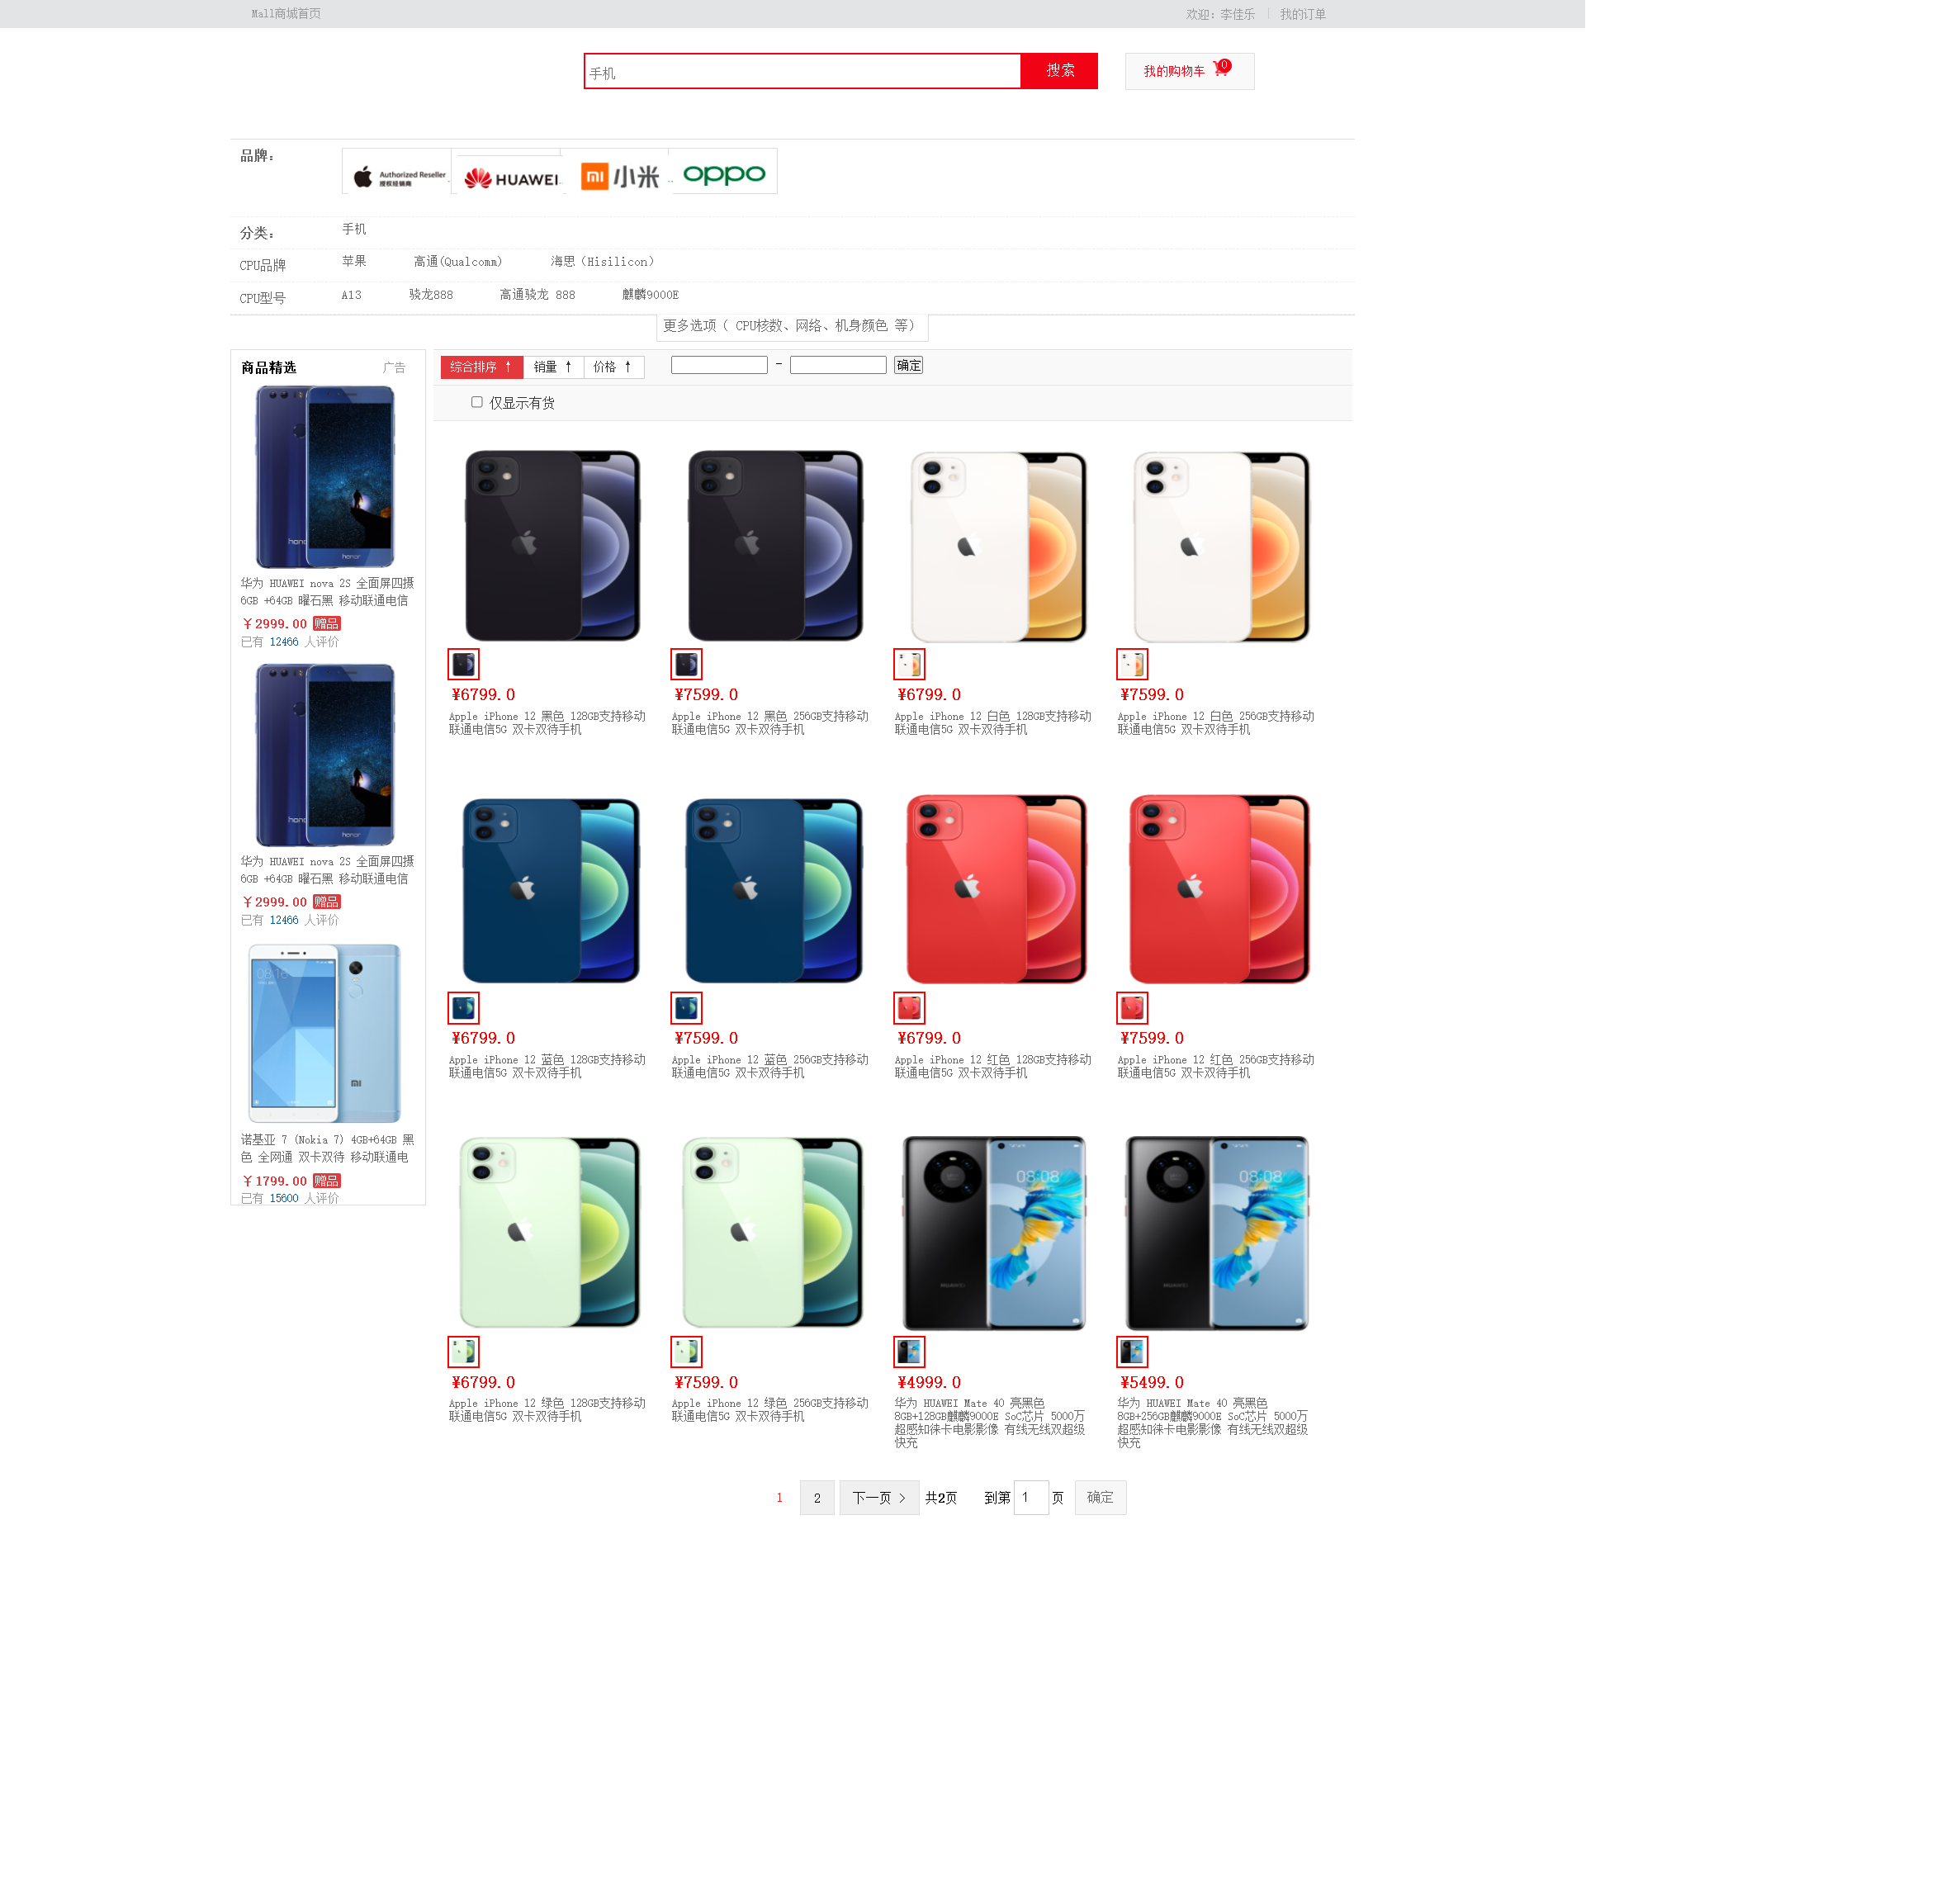 Mall商城首页
欢迎：李佳乐 我的订单
手机 搜索 我的购物车 0
品牌：
Authorized Reseller
授权经销商
HUAWEI
mi 小米
oppo
分类： 手机
CPU品牌 苹果 高通(Qualcomm) 海思（Hisilicon）
CPU型号 A13 骁龙888 高通骁龙 888 麒麟9000E
更多选项（ CPU核数、网络、机身颜色 等）
商品精选 广告
honor
华为 HUAWEI nova 2S 全面屏四摄
6GB +64GB 曜石黑 移动联通电信
￥2999.00 赠品
已有 12466 人评价
honor
华为 HUAWEI nova 2S 全面屏四摄
6GB +64GB 曜石黑 移动联通电信
￥2999.00 赠品
已有 12466 人评价
08:16
mi
诺基亚 7 (Nokia 7) 4GB+64GB 黑
色 全网通 双卡双待 移动联通电
￥1799.00 赠品
已有 15600 人评价
综合排序 ↑ 销量 ↑ 价格 ↑ - 确定
仅显示有货
¥6799.0
Apple iPhone 12 黑色 128GB支持移动
联通电信5G 双卡双待手机
¥7599.0
Apple iPhone 12 黑色 256GB支持移动
联通电信5G 双卡双待手机
¥6799.0
Apple iPhone 12 白色 128GB支持移动
联通电信5G 双卡双待手机
¥7599.0
Apple iPhone 12 白色 256GB支持移动
联通电信5G 双卡双待手机
¥6799.0
Apple iPhone 12 蓝色 128GB支持移动
联通电信5G 双卡双待手机
¥7599.0
Apple iPhone 12 蓝色 256GB支持移动
联通电信5G 双卡双待手机
¥6799.0
Apple iPhone 12 红色 128GB支持移动
联通电信5G 双卡双待手机
¥7599.0
Apple iPhone 12 红色 256GB支持移动
联通电信5G 双卡双待手机
¥6799.0
Apple iPhone 12 绿色 128GB支持移动
联通电信5G 双卡双待手机
¥7599.0
Apple iPhone 12 绿色 256GB支持移动
联通电信5G 双卡双待手机
08:08
HUAWEI
¥4999.0
华为 HUAWEI Mate 40 亮黑色
8GB+128GB麒麟9000E SoC芯片 5000万
超感知徕卡电影影像 有线无线双超级
快充
08:08
HUAWEI
¥5499.0
华为 HUAWEI Mate 40 亮黑色
8GB+256GB麒麟9000E SoC芯片 5000万
超感知徕卡电影影像 有线无线双超级
快充
1 2 下一页 > 共2页 到第 1 页 确定